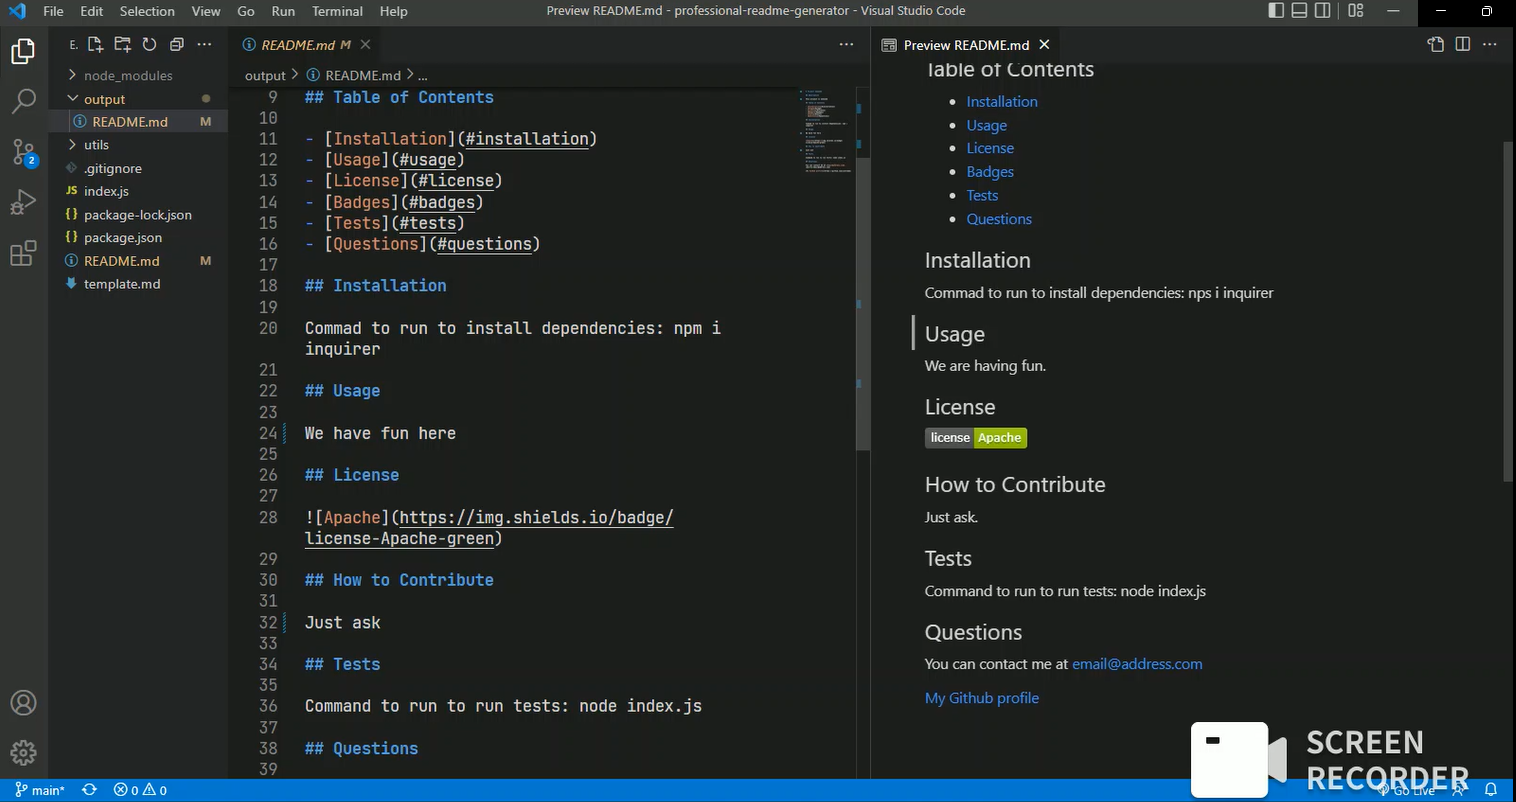 File Edit Selection View Go Run Terminal Help
Preview README.md - professional-readme-generator - Visual Studio Code
E.
node_modules
output
README.md M
utils
.gitignore
JS index.js
{} package-lock.json
{} package.json
README.md M
template.md
2
README.md M
output > README.md > ...
9 ## Table of Contents
10
11 - [Installation](#installation)
12 - [Usage](#usage)
13 - [License](#license)
14 - [Badges](#badges)
15 - [Tests](#tests)
16 - [Questions](#questions)
17
18 ## Installation
19
20 Commad to run to install dependencies: npm i
inquirer
21
22 ## Usage
23
24 We have fun here
25
26 ## License
27
28 ![Apache](https://img.shields.io/badge/
license-Apache-green)
29
30 ## How to Contribute
31
32 Just ask
33
34 ## Tests
35
36 Command to run to run tests: node index.js
37
38 ## Questions
39
Preview README.md
Table of Contents
• Installation
• Usage
• License
• Badges
• Tests
• Questions
Installation
Commad to run to install dependencies: nps i inquirer
Usage
We are having fun.
License
license Apache
How to Contribute
Just ask.
Tests
Command to run to run tests: node index.js
Questions
You can contact me at email@address.com
My Github profile
SCREEN
RECORDER
main* 0 0
Go Live